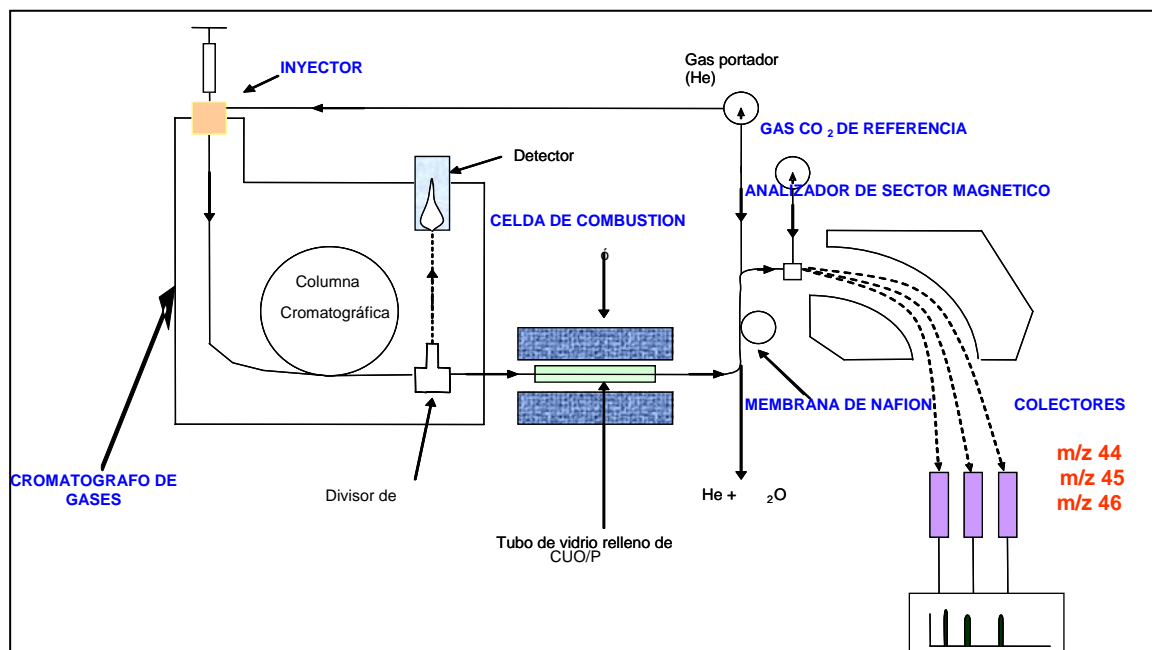 INYECTOR
Gas portador
(He)
GAS CO 2 DE REFERENCIA
Detector
ANALIZADOR DE SECTOR MAGNETICO
CELDA DE COMBUSTION
ó
Columna
Cromatográfica
MEMBRANA DE NAFION
COLECTORES
m/z 44
m/z 45
m/z 46
CROMATOGRAFO DE
GASES
Divisor de
He + 2O
Tubo de vidrio relleno de
CUO/P